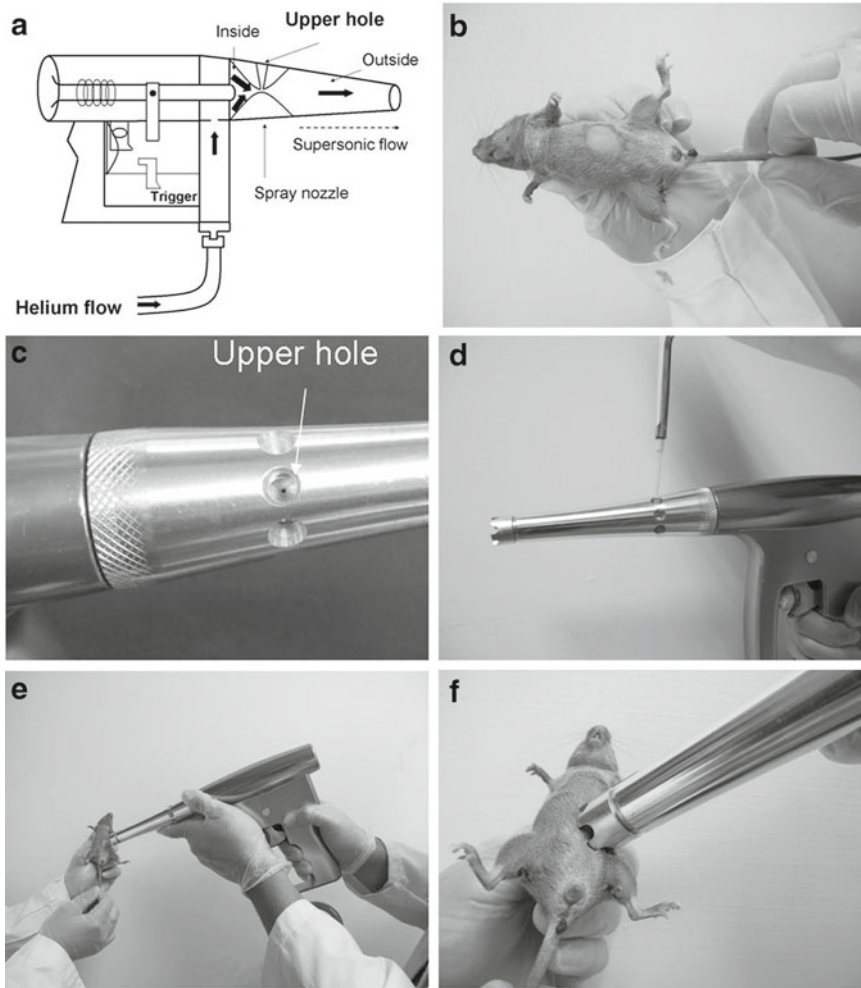 a
Inside
Upper hole
Outside
Supersonic flow
Trigger
Spray nozzle
Helium flow
b
c
Upper hole
d
e
f